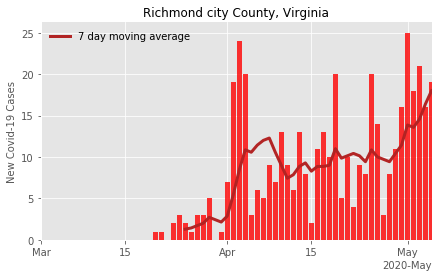 Richmond city County, Virginia
7 day moving average
New Covid-19 Cases
25
20
15
10
5
0
Mar 15 Apr 15 May
2020-May